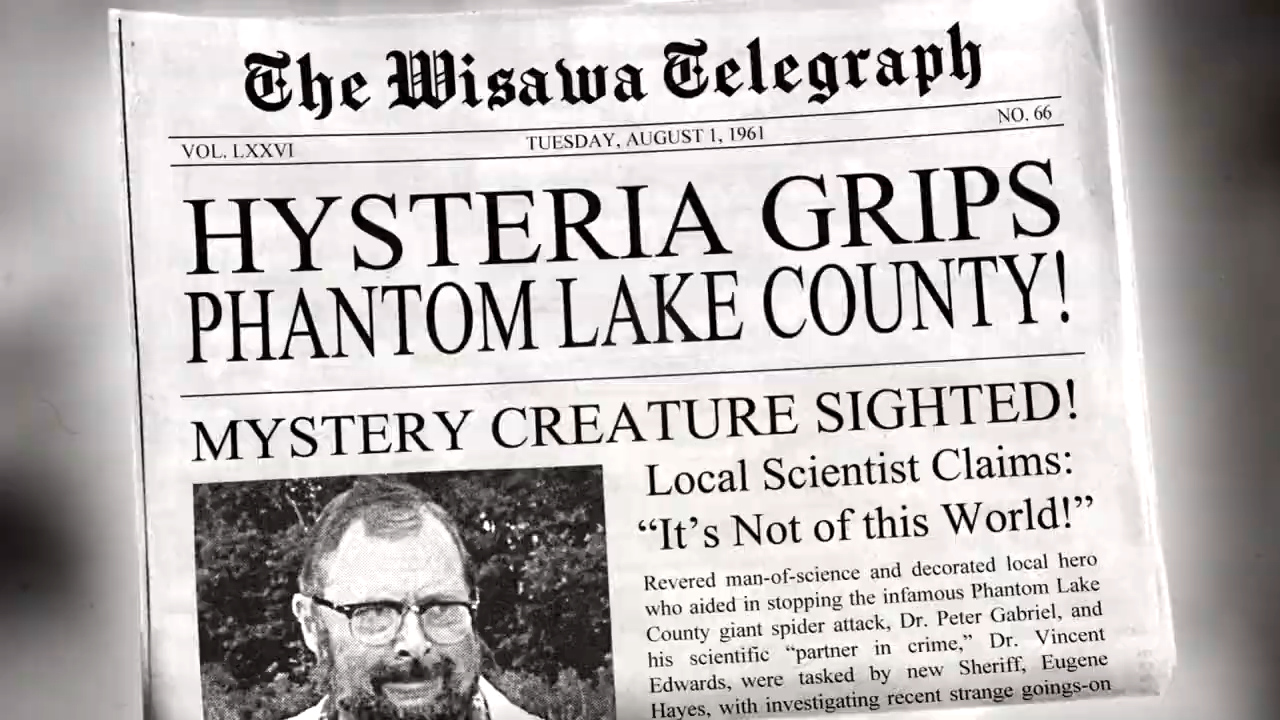 The Wisawa Telegraph
VOL. LXXVI
TUESDAY, AUGUST 1, 1961
NO. 66
HYSTERIA GRIPS
PHANTOM LAKE COUNTY!
MYSTERY CREATURE SIGHTED!
Local Scientist Claims:
“It’s Not of this World!”
Revered man-of-science and decorated local hero
who aided in stopping the infamous Phantom Lake
County giant spider attack, Dr. Peter Gabriel, and
his scientific “partner in crime,” Dr. Vincent
Edwards, were tasked by new Sheriff, Eugene
Hayes, with investigating recent strange goings-on